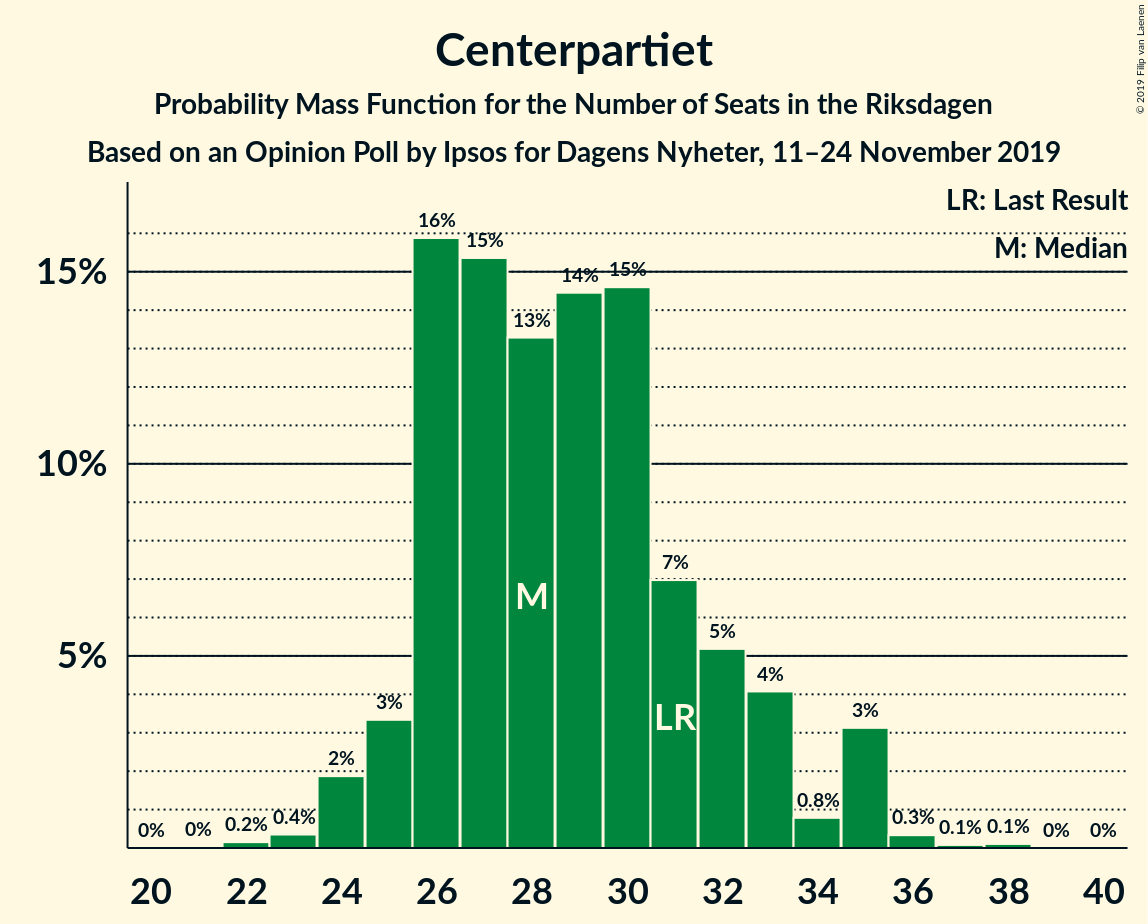 Centerpartiet
Probability Mass Function for the Number of Seats in the Riksdagen
Based on an Opinion Poll by Ipsos for Dagens Nyheter, 11–24 November 2019
© 2019 Filip van Laenen
LR: Last Result
M: Median
15%
10%
5%
0%
0%
0.2%
0.4%
2%
3%
16%
15%
13%
14%
15%
7%
5%
4%
0.8%
3%
0.3%
0.1%
0.1%
0%
0%
M
LR
20 22 24 26 28 30 32 34 36 38 40